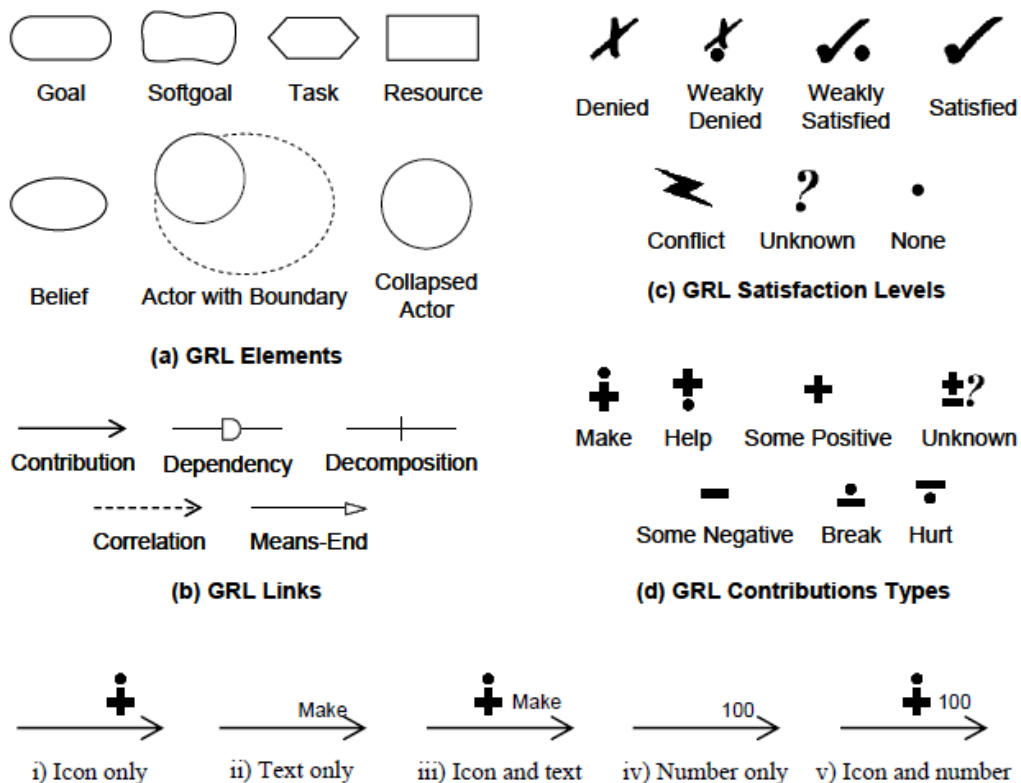 Goal Softgoal Task Resource
Belief Actor with Boundary Collapsed
Actor
(a) GRL Elements
Contribution Dependency Decomposition
Correlation Means-End
(b) GRL Links
Denied Weakly Weakly Satisfied
Denied Satisfied
Conflict Unknown None
(c) GRL Satisfaction Levels
Make Help Some Positive Unknown
Some Negative Break Hurt
(d) GRL Contributions Types
Make Make 100 100
i) Icon only ii) Text only iii) Icon and text iv) Number only v) Icon and number